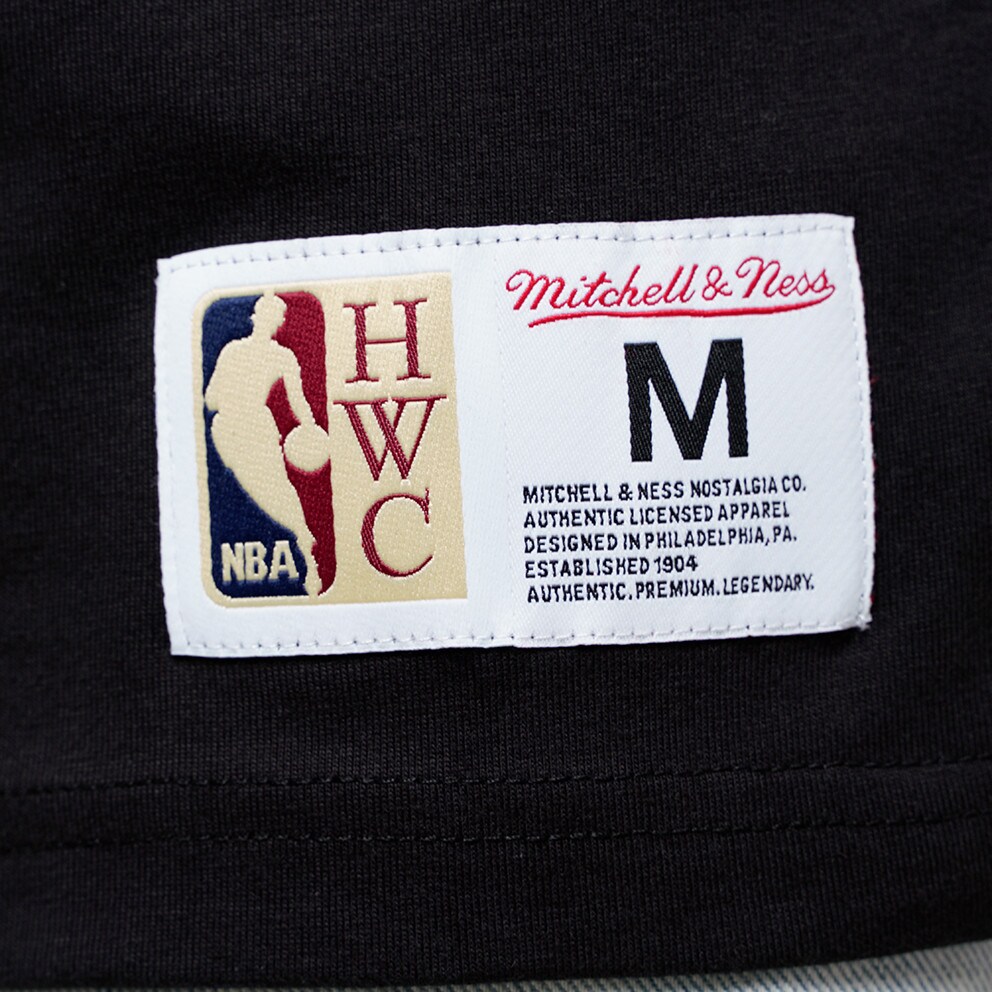 NBA
H
W
C
Mitchell & Ness
M
MITCHELL & NESS NOSTALGIA CO.
AUTHENTIC LICENSED APPAREL
DESIGNED IN PHILADELPHIA, PA.
ESTABLISHED 1904
AUTHENTIC. PREMIUM. LEGENDARY.